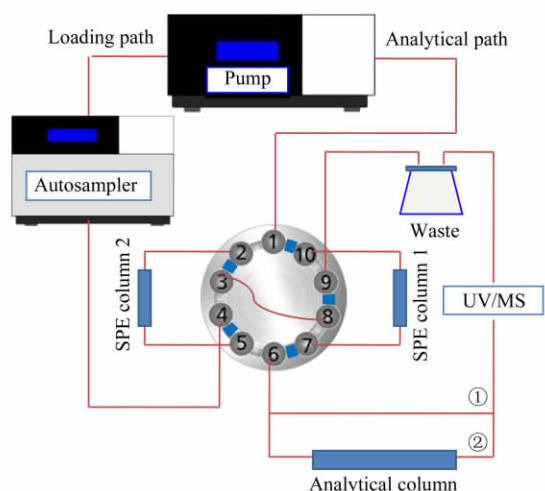 Loading path
Analytical path
Pump
Autosampler
Waste
1
2
10
3
9
4
8
5
7
6
SPE column 2
SPE column 1
UV/MS
①
②
Analytical column